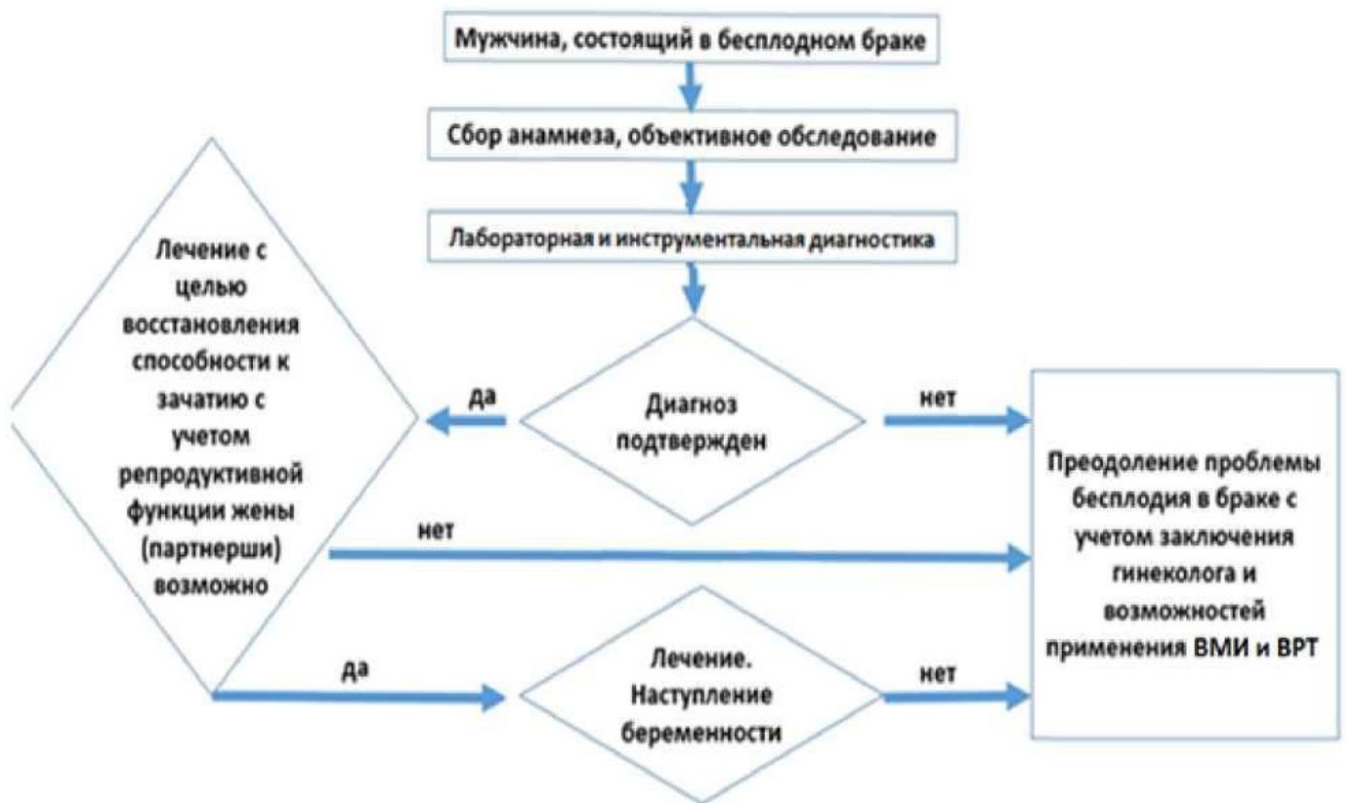 Мужчина, состоящий в бесплодном браке
Сбор анамнеза, объективное обследование
Лабораторная и инструментальная диагностика
Лечение с
целью
восстановления
способности к
зачатию с
учетом
репродуктивной
функции жены
(партнерши)
возможно
да
Диагноз
подтвержден
нет
Преодоление проблемы
бесплодия в браке с
учетом заключения
гинеколога и
возможностей
применения ВМИ и ВРТ
нет
да
Лечение.
Наступление
беременности
нет